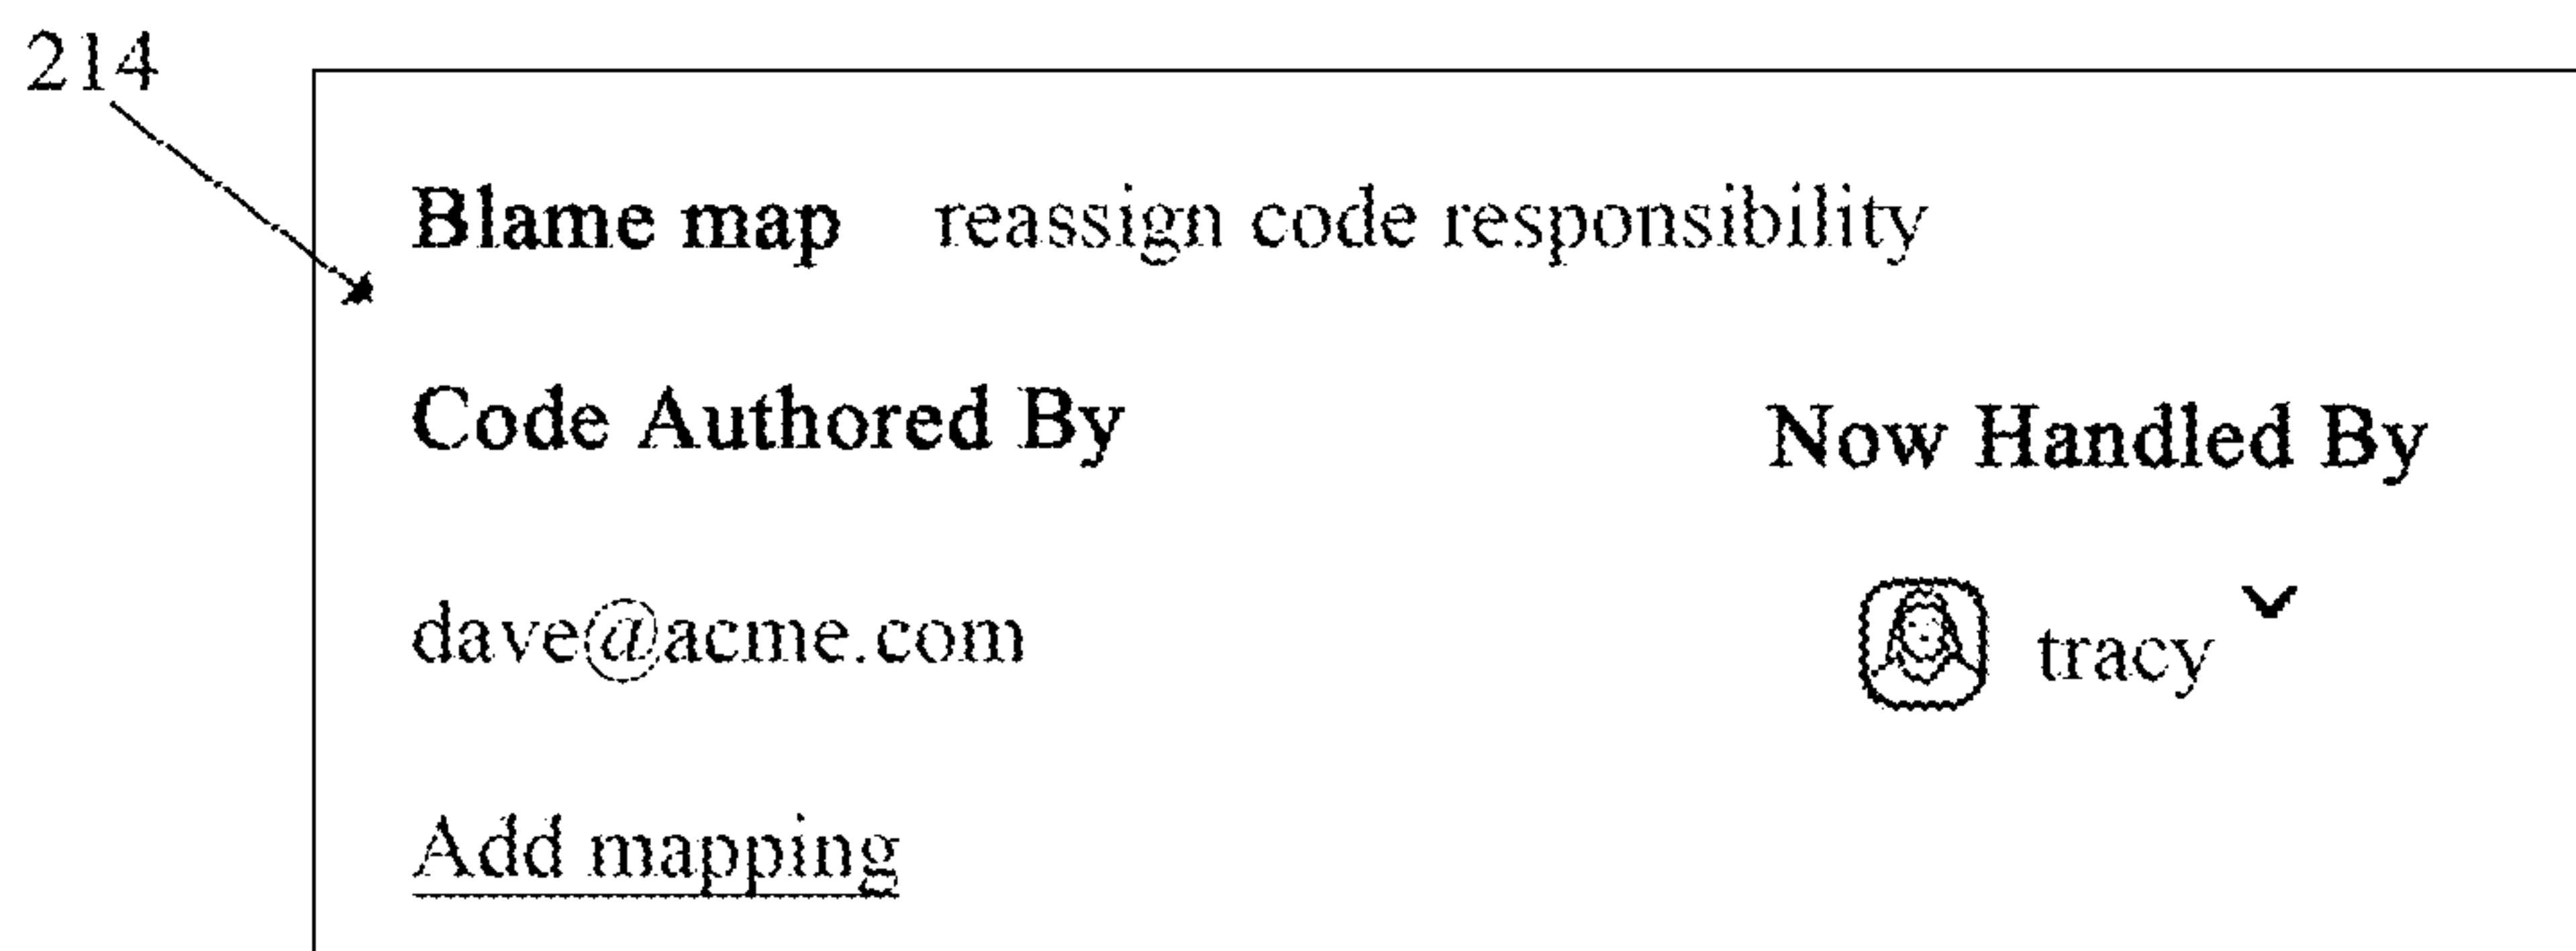 214
Blame map reassign code responsibility
Code Authored By
Now Handled By
dave@acme.com
tracy
Add mapping